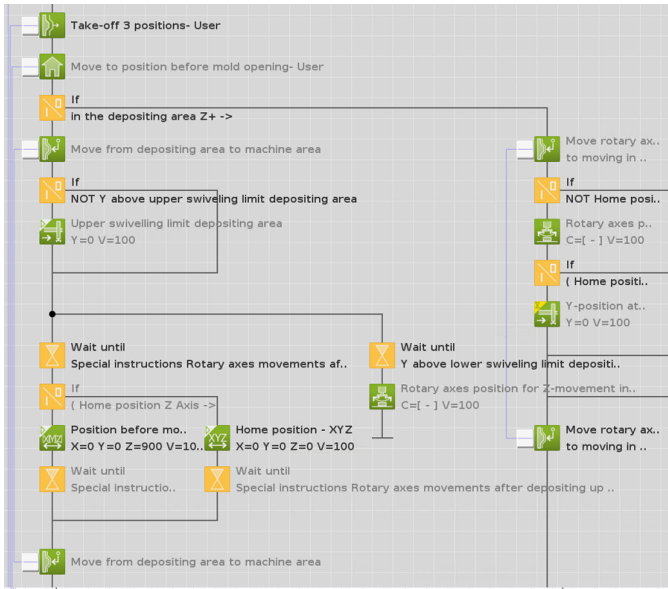 Take-off 3 positions- User
Move to position before mold opening- User
If
in the depositing area Z+ ->
Move from depositing area to machine area
Move rotary ax..
to moving in ..
If
NOT Y above upper swiveling limit depositing area
If
NOT Home posi..
Upper swivelling limit depositing area
Y=0 V=100
Rotary axes p..
C=[ - ] V=100
If
( Home positi..
Y-position at..
Y=0 V=100
Wait until
Special instructions Rotary axes movements af..
Wait until
Y above lower swiveling limit depositi..
If
( Home position Z Axis ->
Rotary axes position for Z-movement in..
C=[ - ] V=100
Position before mo..
X=0 Y=0 Z=900 V=10..
Home position - XYZ
X=0 Y=0 Z=0 V=100
Move rotary ax..
to moving in ..
Wait until
Special instructio..
Wait until
Special instructions Rotary axes movements after depositing up ..
Move from depositing area to machine area